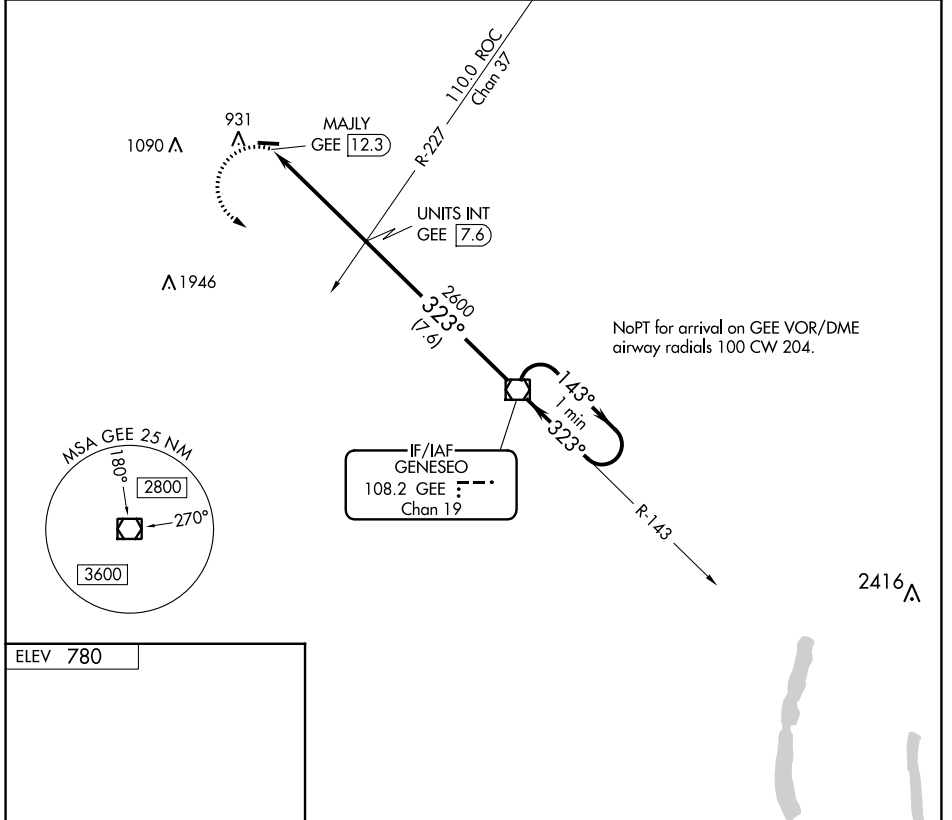 110.0 ROC
Chan 37
R-227
931
1090
MAJLY
GEE 12.3
UNITS INT
GEE 7.6
1946
2600
323°
(7.6)
NoPT for arrival on GEE VOR/DME
airway radials 100 CW 204.
143°
1 min
323°
IF/IAF
GENESEO
108.2 GEE
Chan 19
R-143
MSA GEE 25 NM
180°
2800
270°
3600
2416
ELEV 780